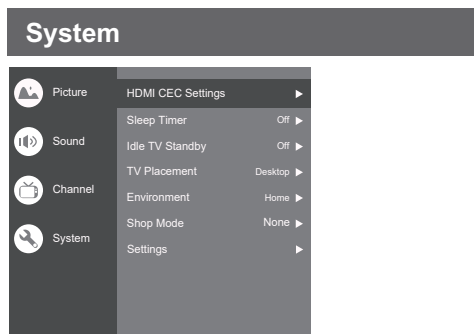 System
Picture
Sound
Channel
System
HDMI CEC Settings
Sleep Timer Off
Idle TV Standby Off
TV Placement Desktop
Environment Home
Shop Mode None
Settings